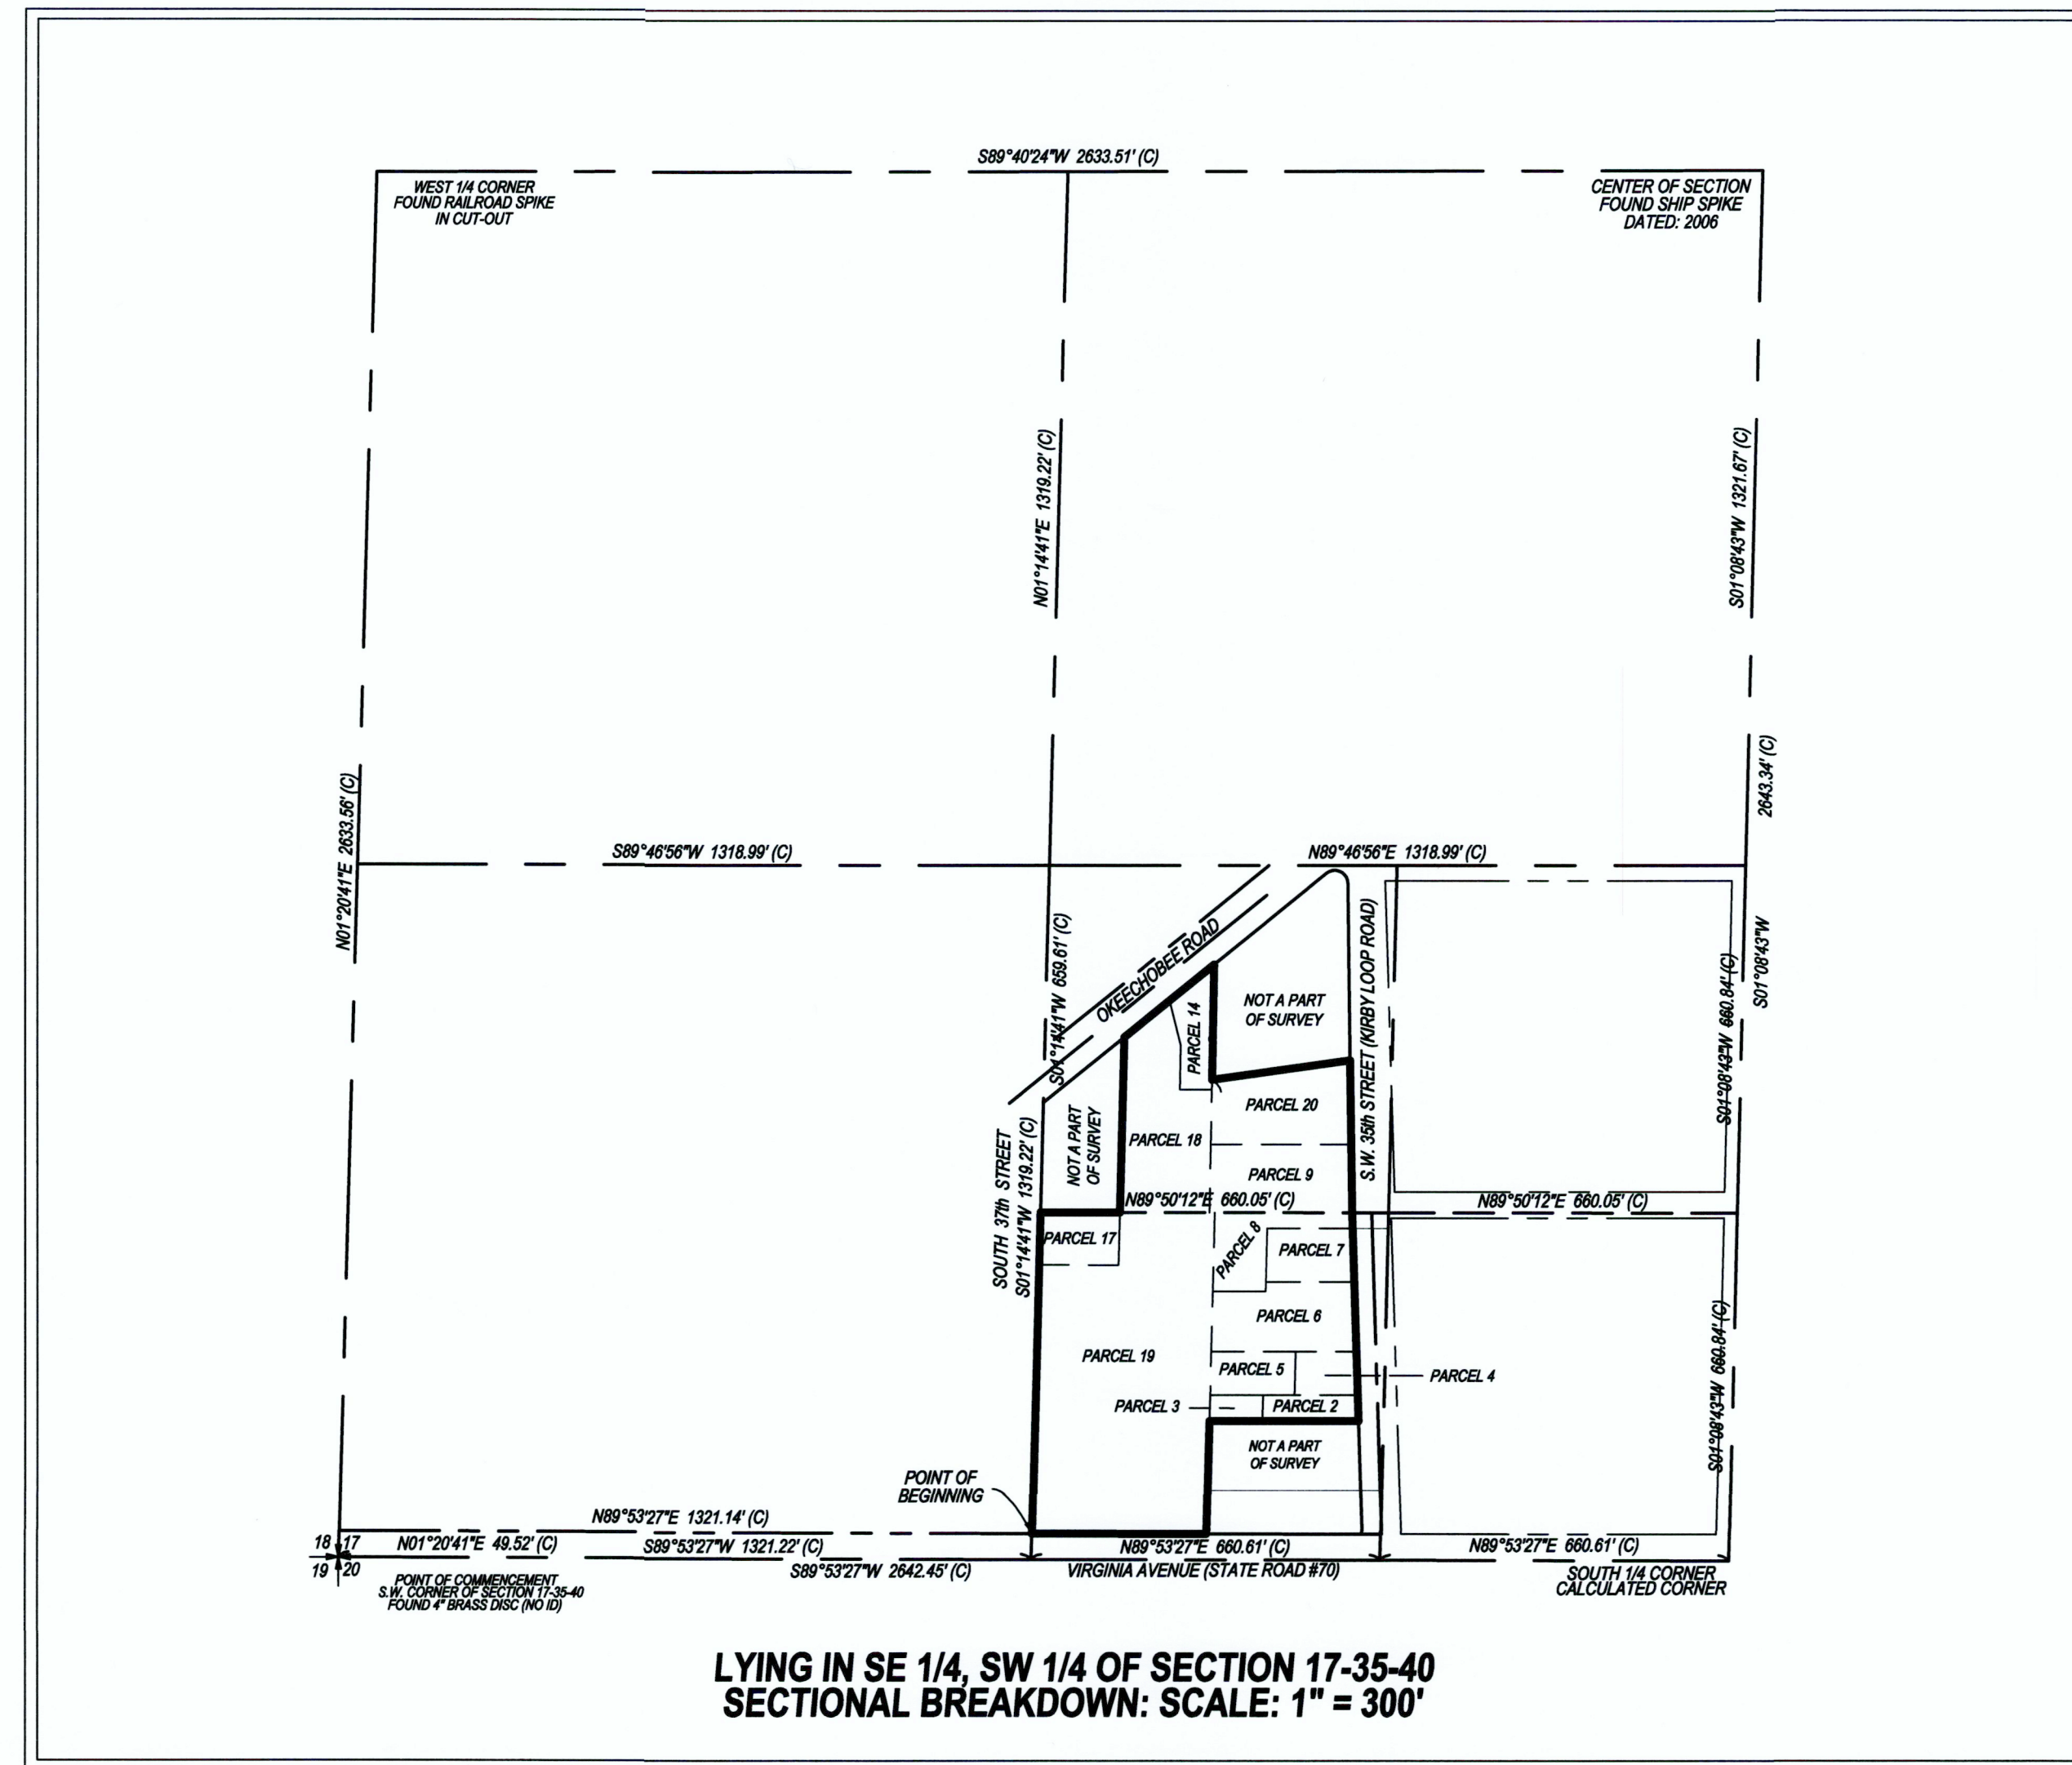 S89°40'24"W 2633.51' (C)
WEST 1/4 CORNER
FOUND RAILROAD SPIKE
IN CUT-OUT
CENTER OF SECTION
FOUND SHIP SPIKE
DATED: 2006
N01°14'41"E 1319.22' (C)
S01°08'43"W 1321.67' (C)
N01°20'41"E 2633.56' (C)
2643.34' (C)
S01°08'43"W
S89°46'56"W 1318.99' (C)
N89°46'56"E 1318.99' (C)
S01°14'41"W 659.61' (C)
OKEECHOBEE ROAD
S.W. 35th STREET (KIRBY LOOP ROAD)
S01°08'43"W 660.84' (C)
NOT A PART
OF SURVEY
PARCEL 14
PARCEL 20
NOT A PART
OF SURVEY
PARCEL 18
PARCEL 9
SOUTH 37th STREET
S01°14'41"W 1319.22' (C)
N89°50'12"E 660.05' (C)
N89°50'12"E 660.05' (C)
PARCEL 17
PARCEL 8
PARCEL 7
PARCEL 6
PARCEL 19
PARCEL 5
PARCEL 4
PARCEL 3
PARCEL 2
S01°08'43"W 660.84' (C)
NOT A PART
OF SURVEY
POINT OF
BEGINNING
N89°53'27"E 1321.14' (C)
18 17
19 20
N01°20'41"E 49.52' (C)
S89°53'27"W 1321.22' (C)
N89°53'27"E 660.61' (C)
N89°53'27"E 660.61' (C)
S89°53'27"W 2642.45' (C)
VIRGINIA AVENUE (STATE ROAD #70)
SOUTH 1/4 CORNER
CALCULATED CORNER
POINT OF COMMENCEMENT
S.W. CORNER OF SECTION 17-35-40
FOUND 4" BRASS DISC (NO ID)
LYING IN SE 1/4, SW 1/4 OF SECTION 17-35-40
SECTIONAL BREAKDOWN: SCALE: 1" = 300'